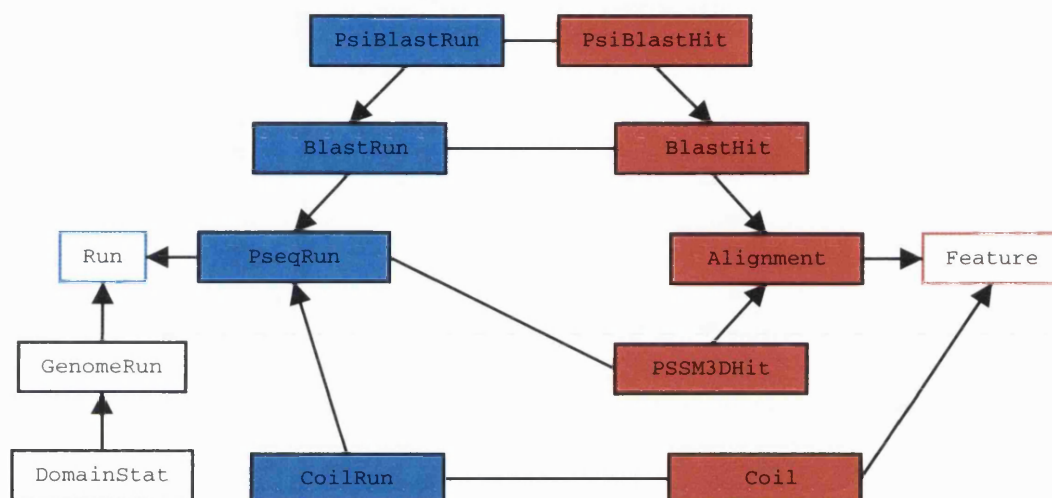 PsiBlastRun
PsiBlastHit
BlastRun
BlastHit
Run
PseqRun
Alignment
Feature
GenomeRun
PSSM3DHit
DomainStat
CoilRun
Coil